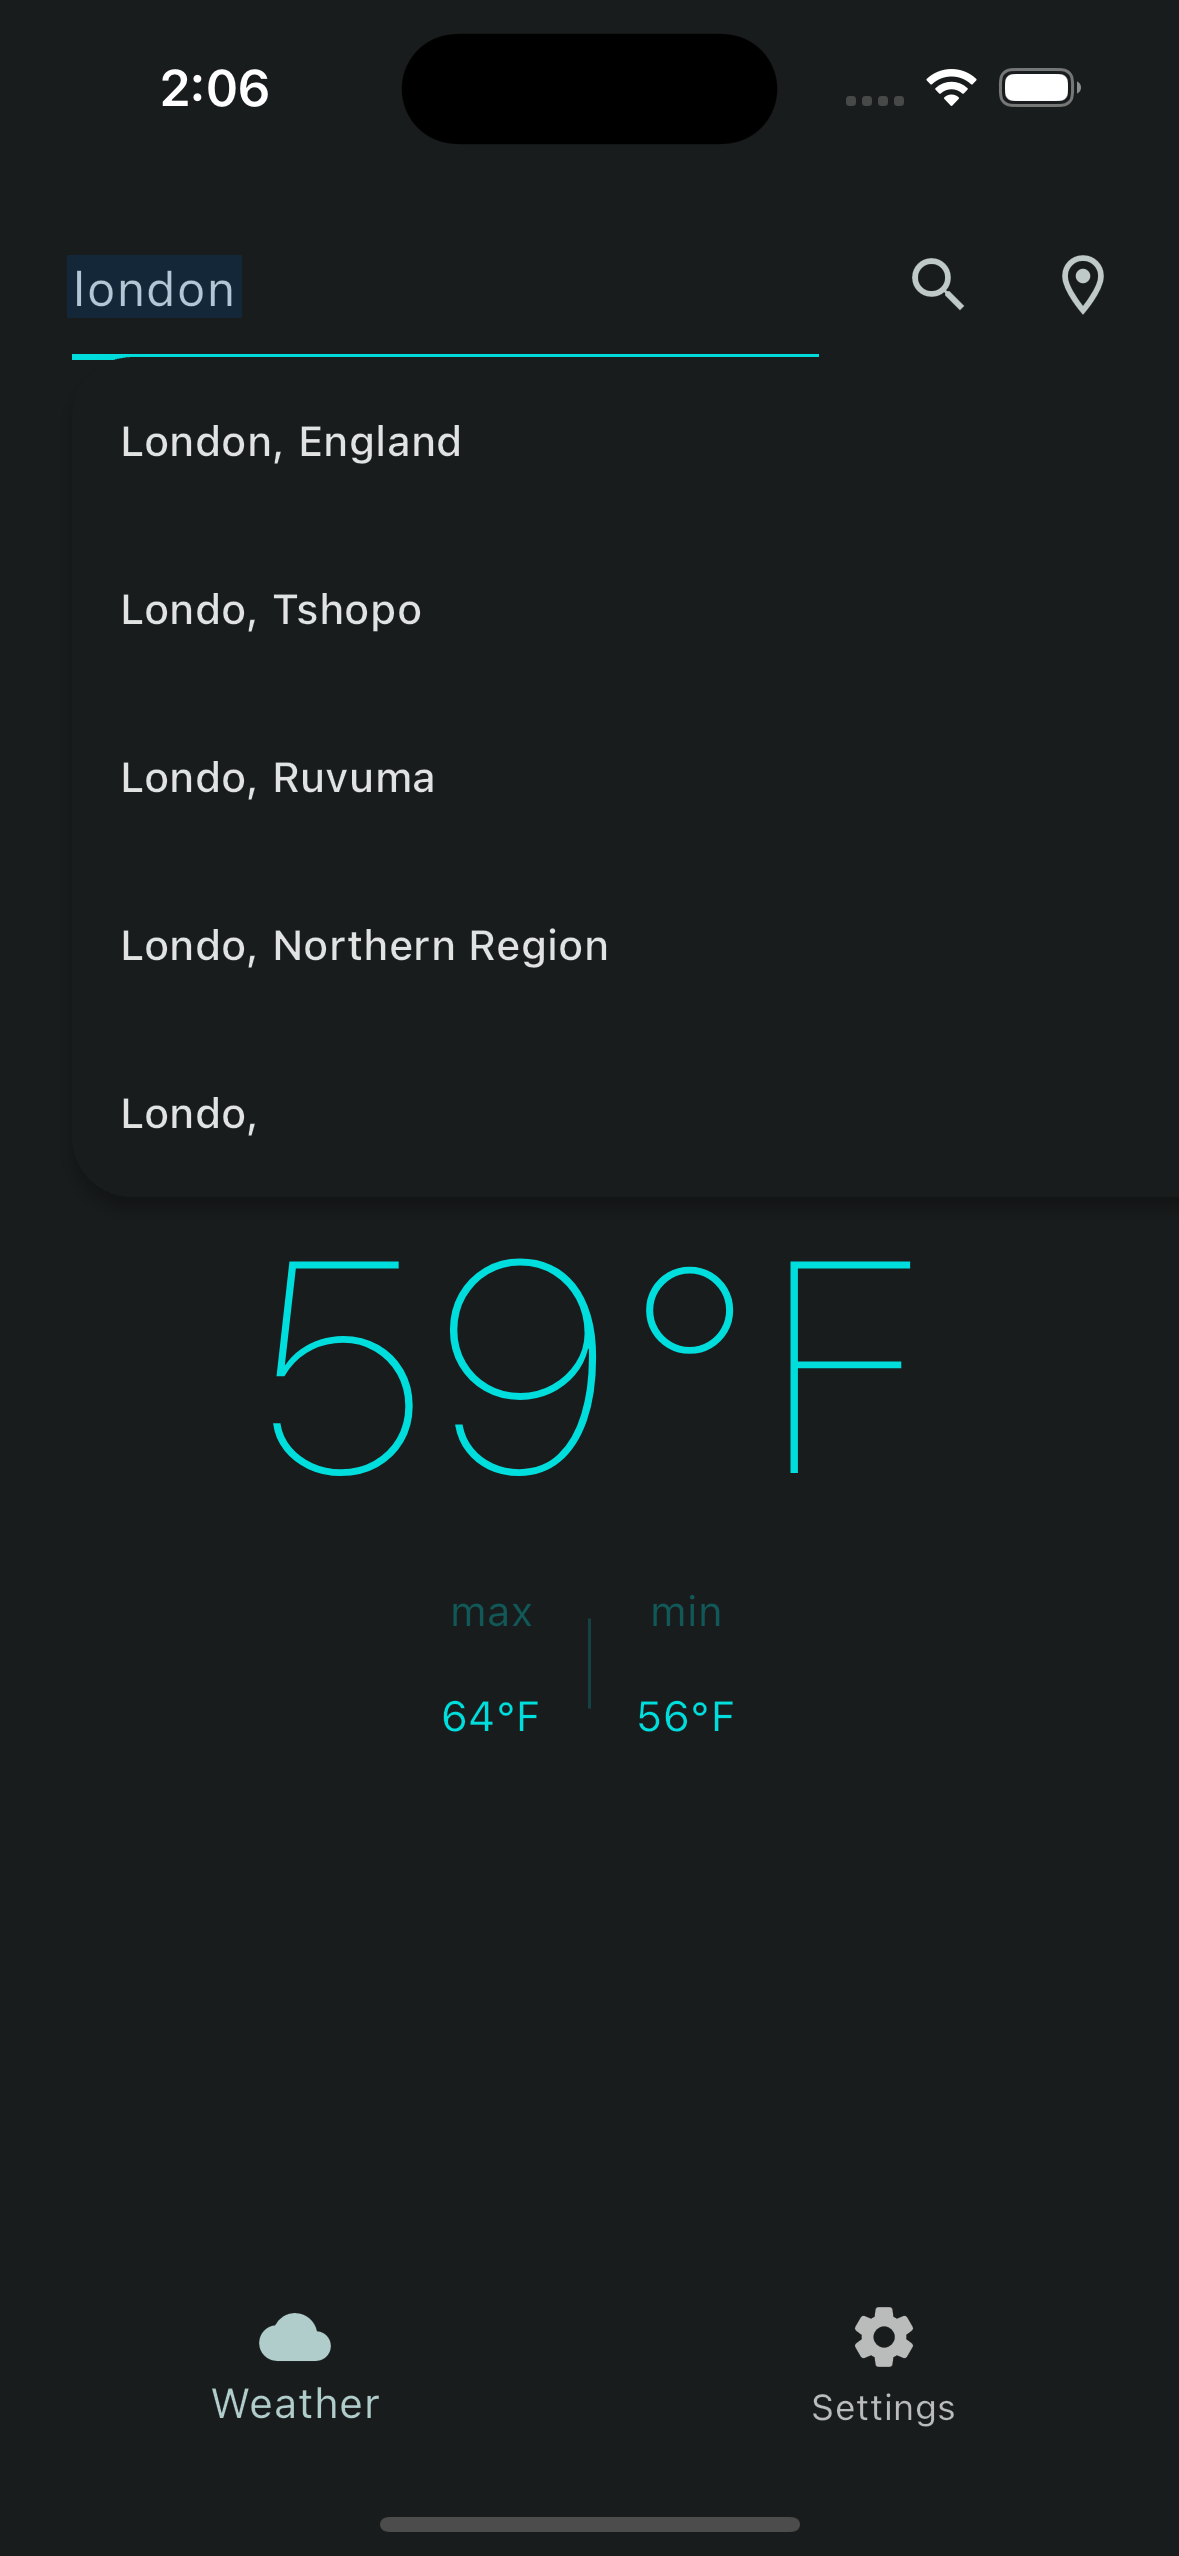 2:06
london
London, England
Londo, Tshopo
Londo, Ruvuma
Londo, Northern Region
Londo,
59°F
max min
64°F 56°F
Weather Settings